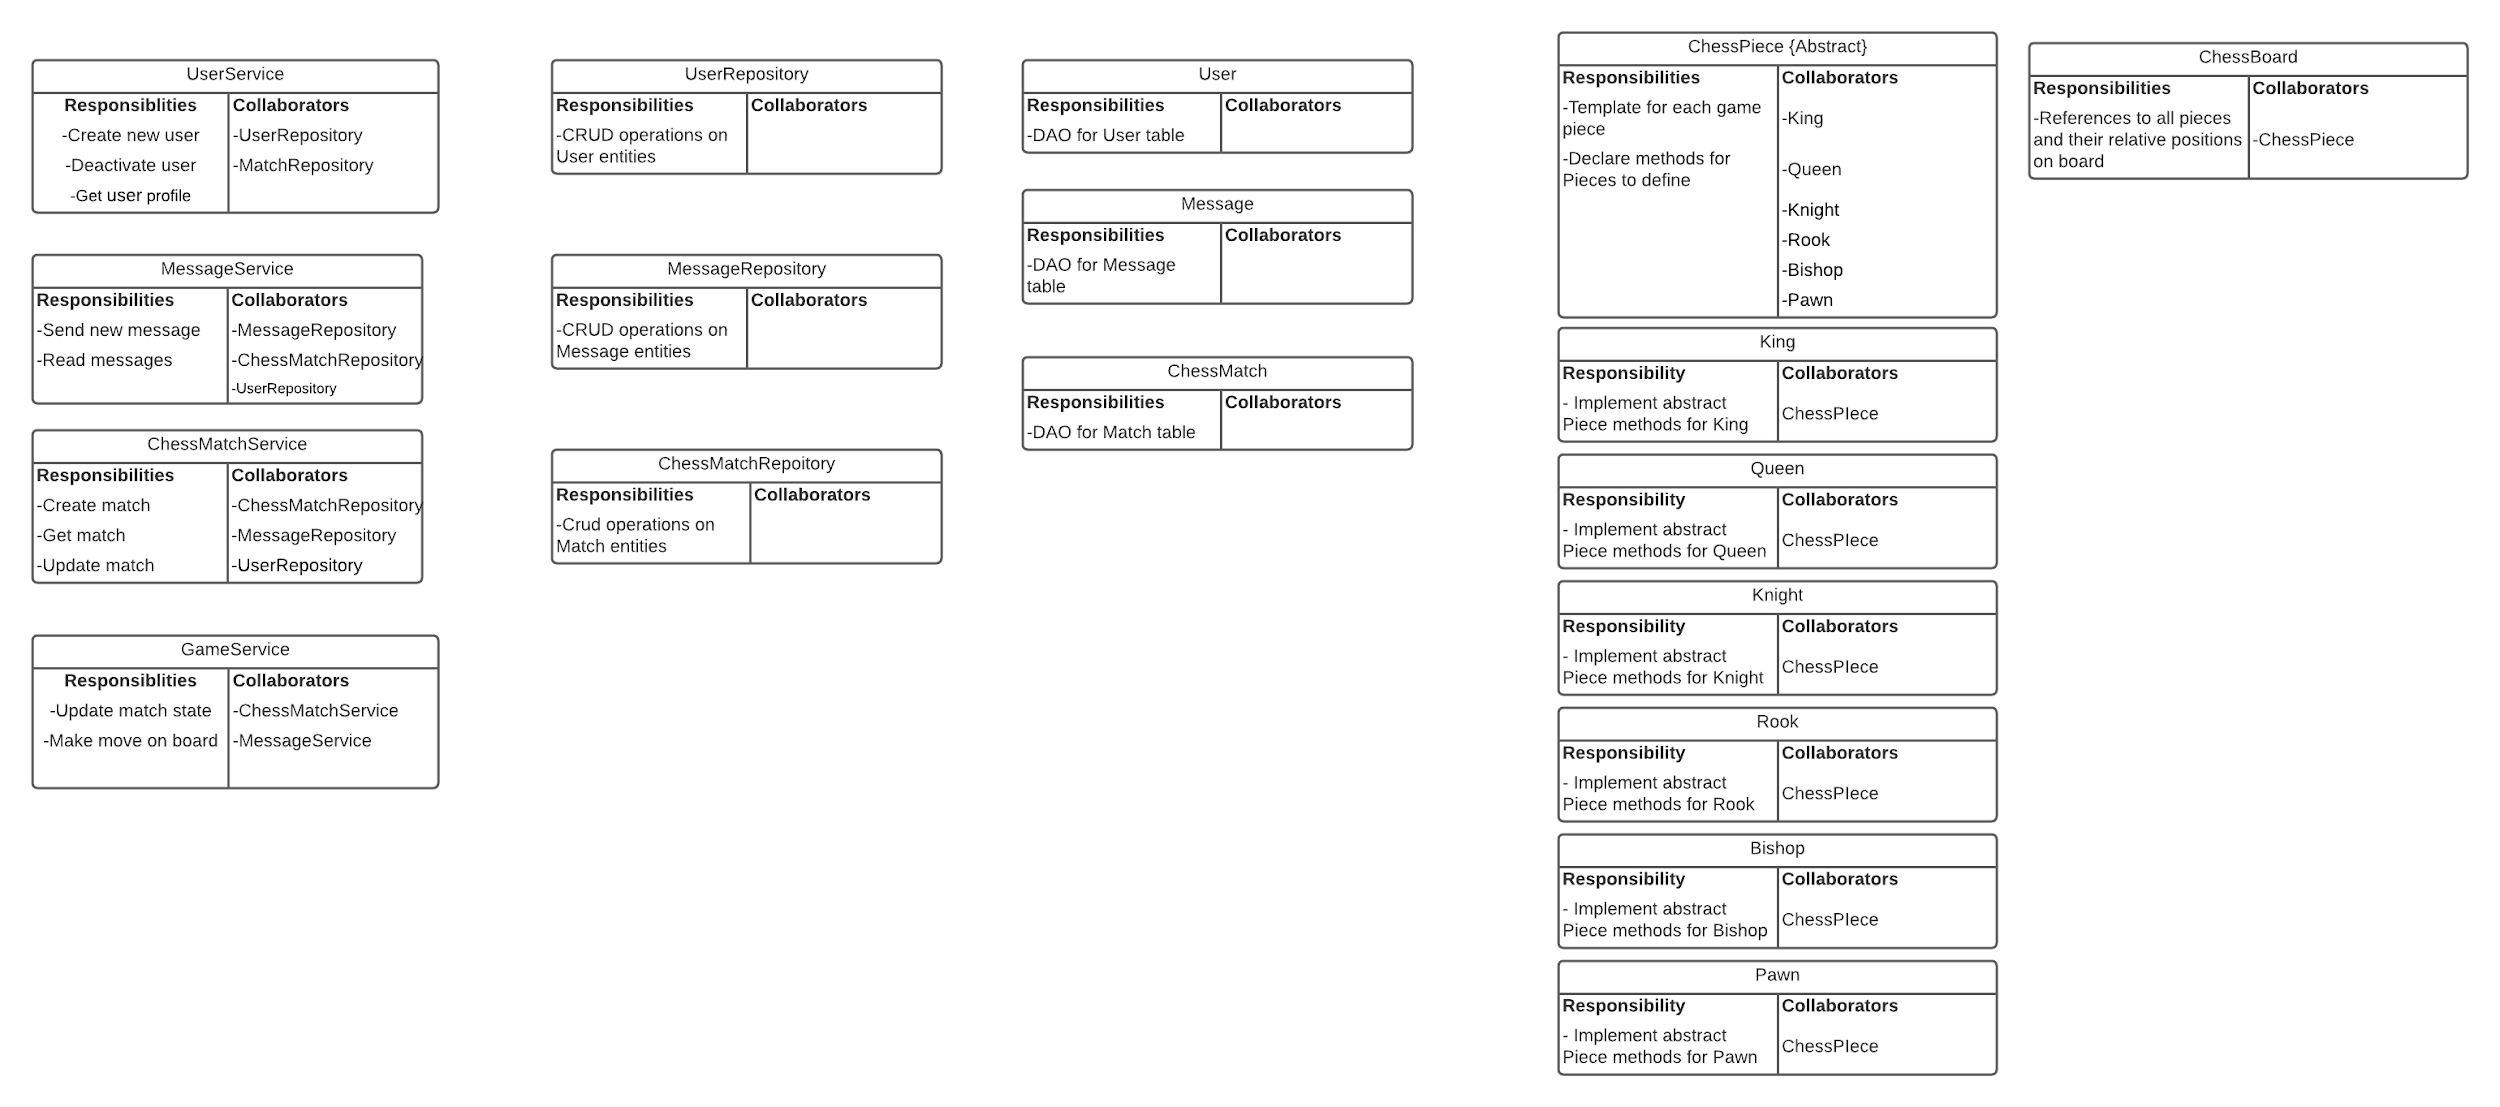 UserService
Responsiblities
Collaborators
-Create new user
-UserRepository
-Deactivate user
-MatchRepository
-Get user profile
MessageService
Responsibilities
Collaborators
-Send new message
-MessageRepository
-Read messages
-ChessMatchRepository
-UserRepository
ChessMatchService
Responsibilities
Collaborators
-Create match
-ChessMatchRepository
-Get match
-MessageRepository
-Update match
-UserRepository
GameService
Responsiblities
Collaborators
-Update match state
-ChessMatchService
-Make move on board
-MessageService
UserRepository
Responsibilities
Collaborators
-CRUD operations on
User entities
MessageRepository
Responsibilities
Collaborators
-CRUD operations on
Message entities
ChessMatchRepoitory
Responsibilities
Collaborators
-Crud operations on
Match entities
User
Responsibilities
Collaborators
-DAO for User table
Message
Responsibilities
Collaborators
-DAO for Message
table
ChessMatch
Responsibilities
Collaborators
-DAO for Match table
ChessPiece {Abstract}
Responsibilities
Collaborators
-Template for each game
piece
-King
-Declare methods for
Pieces to define
-Queen
-Knight
-Rook
-Bishop
-Pawn
King
Responsibility
Collaborators
- Implement abstract
Piece methods for King
ChessPIece
Queen
Responsibility
Collaborators
- Implement abstract
Piece methods for Queen
ChessPIece
Knight
Responsibility
Collaborators
- Implement abstract
Piece methods for Knight
ChessPIece
Rook
Responsibility
Collaborators
- Implement abstract
Piece methods for Rook
ChessPIece
Bishop
Responsibility
Collaborators
- Implement abstract
Piece methods for Bishop
ChessPIece
Pawn
Responsibility
Collaborators
- Implement abstract
Piece methods for Pawn
ChessPIece
ChessBoard
Responsibilities
Collaborators
-References to all pieces
and their relative positions
on board
-ChessPiece